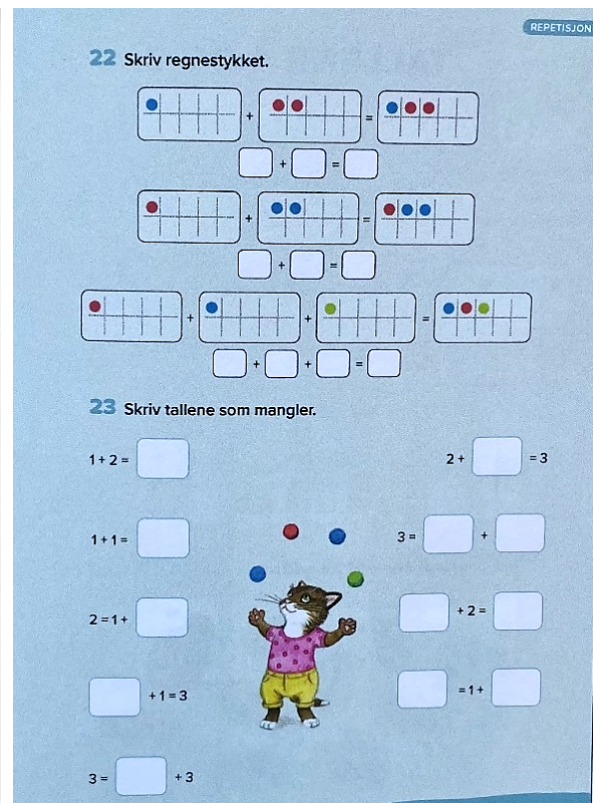 REPETISJON
22 Skriv regnestykket.
+ =
+ =
+ =
+ =
+ + =
+ + =
23 Skriv tallene som mangler.
1 + 2 =
2 + = 3
1 + 1 =
3 = +
2 = 1 +
+ 2 =
+ 1 = 3
= 1 +
3 = + 3